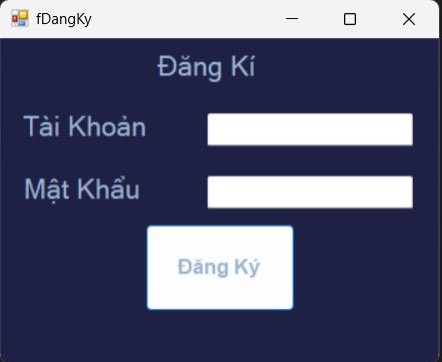 fDangKy
Đăng Kí
Tài Khoản
Mật Khẩu
Đăng Ký